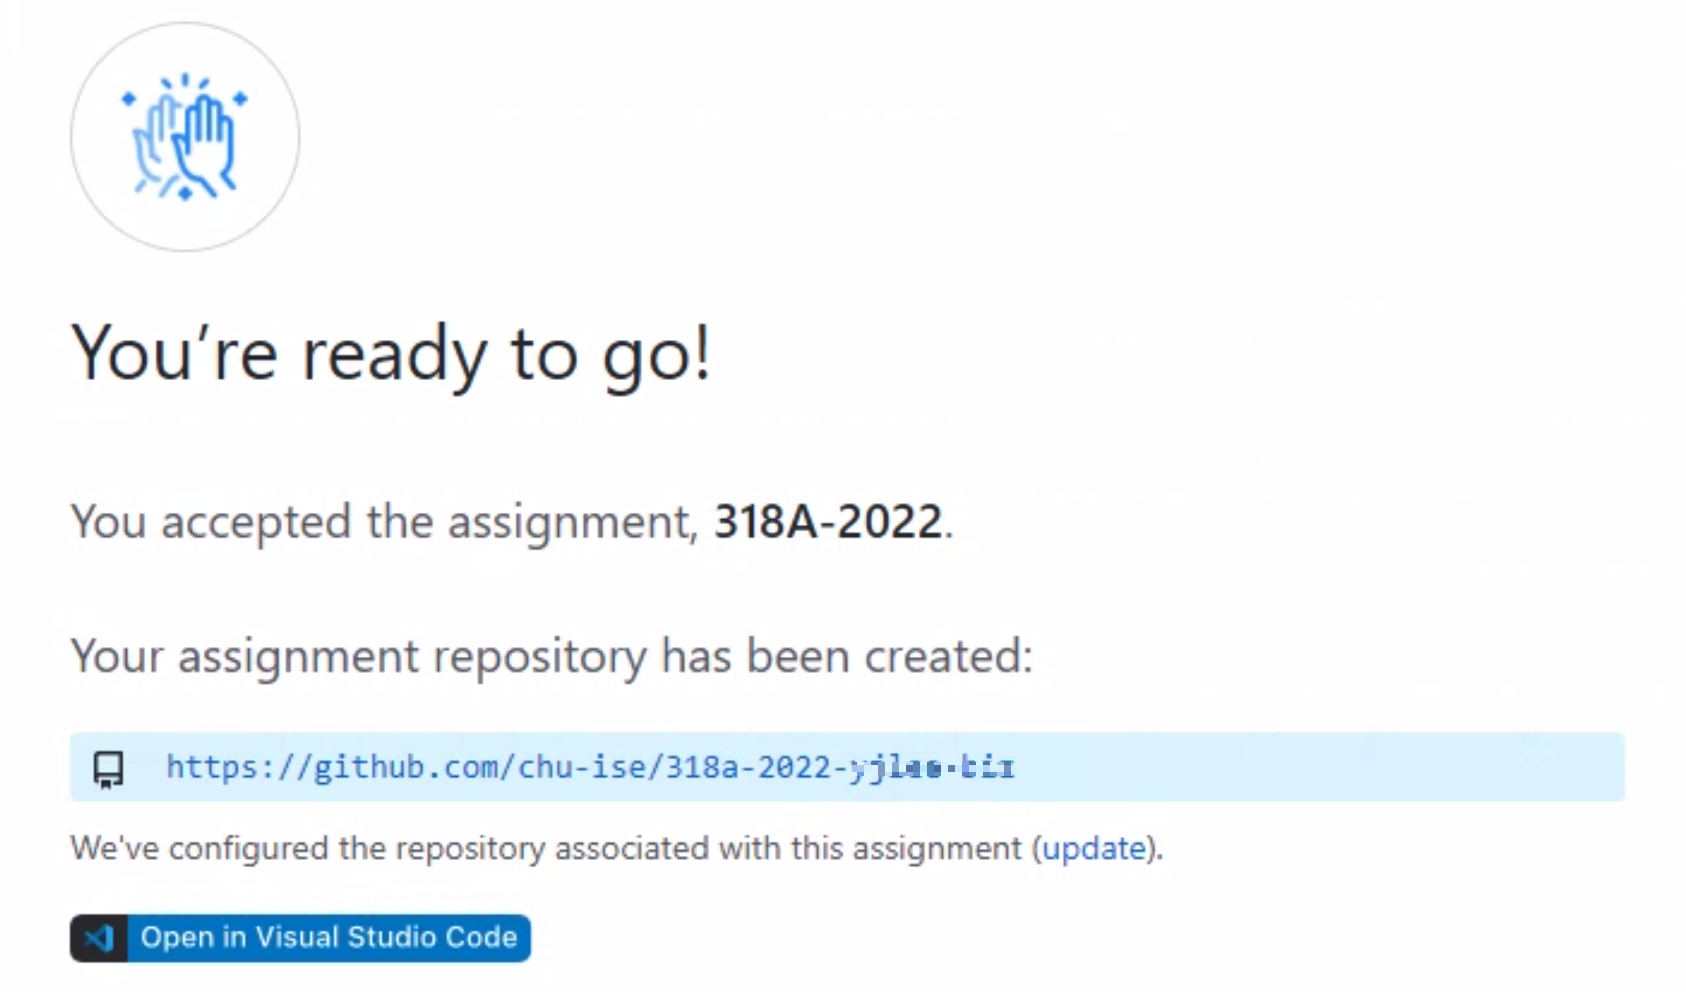 You’re ready to go!
You accepted the assignment, 318A-2022.
Your assignment repository has been created:
https://github.com/chu-ise/318a-2022-
We've configured the repository associated with this assignment (update).
Open in Visual Studio Code